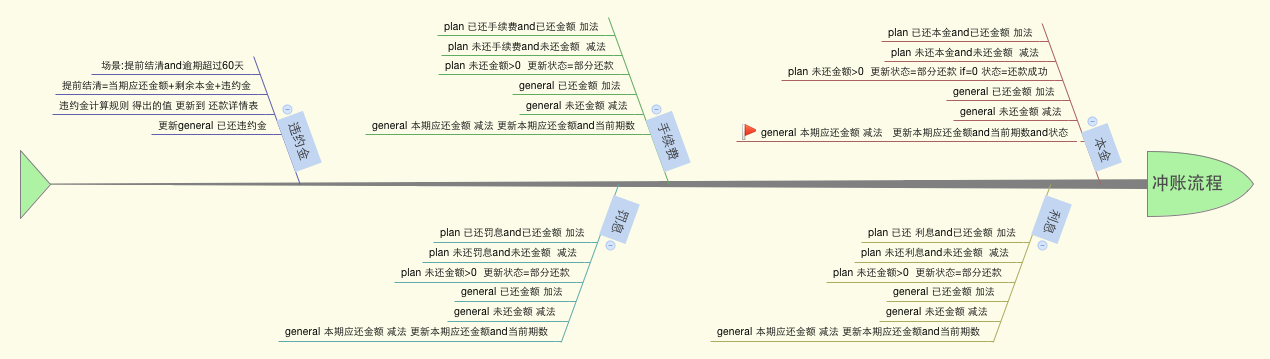 场景:提前结清and逾期超过60天
提前结清=当期应还金额+剩余本金+违约金
违约金计算规则 得出的值 更新到 还款详情表
更新general 已还违约金
违约金
plan 已还手续费and已还金额 加法
plan 未还手续费and未还金额 减法
plan 未还金额>0 更新状态=部分还款
general 已还金额 加法
general 未还金额 减法
general 本期应还金额 减法 更新本期应还金额and当前期数
手续费
plan 已还本金and已还金额 加法
plan 未还本金and未还金额 减法
plan 未还金额>0 更新状态=部分还款 if=0 状态=还款成功
general 已还金额 加法
general 未还金额 减法
general 本期应还金额 减法 更新本期应还金额and当前期数and状态
本金
冲账流程
罚息
plan 已还罚息and已还金额 加法
plan 未还罚息and未还金额 减法
plan 未还金额>0 更新状态=部分还款
general 已还金额 加法
general 未还金额 减法
general 本期应还金额 减法 更新本期应还金额and当前期数
利息
plan 已还 利息and已还金额 加法
plan 未还利息and未还金额 减法
plan 未还金额>0 更新状态=部分还款
general 已还金额 加法
general 未还金额 减法
general 本期应还金额 减法 更新本期应还金额and当前期数